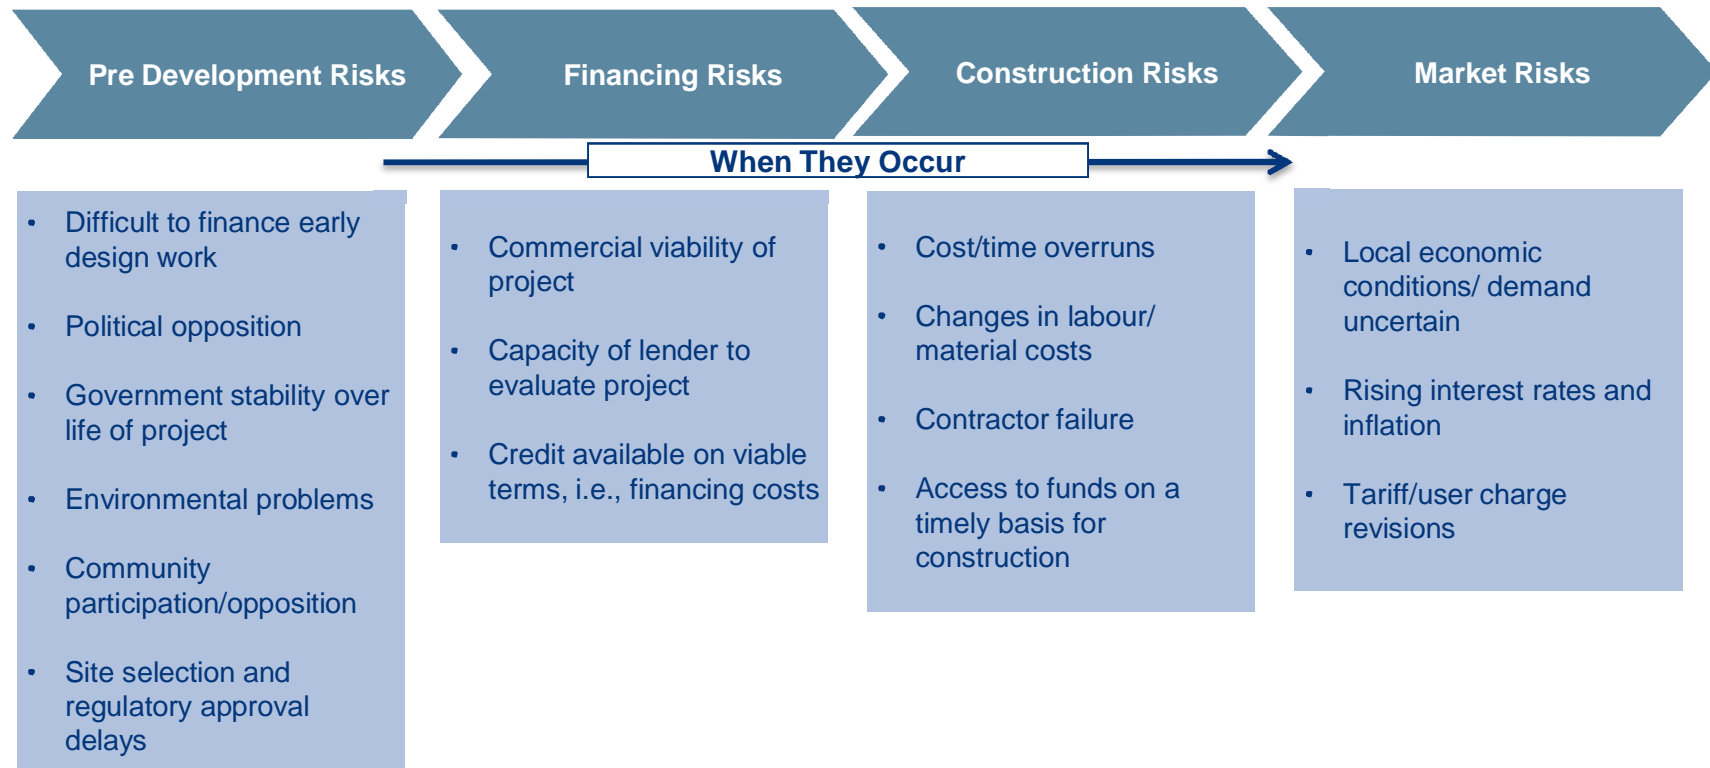 Pre Development Risks
Financing Risks
Construction Risks
Market Risks
When They Occur
• Difficult to finance early
design work
• Political opposition
• Government stability over
life of project
• Environmental problems
• Community
participation/opposition
• Site selection and
regulatory approval
delays
• Commercial viability of
project
• Capacity of lender to
evaluate project
• Credit available on viable
terms, i.e., financing costs
• Cost/time overruns
• Changes in labour/
material costs
• Contractor failure
• Access to funds on a
timely basis for
construction
• Local economic
conditions/ demand
uncertain
• Rising interest rates and
inflation
• Tariff/user charge
revisions